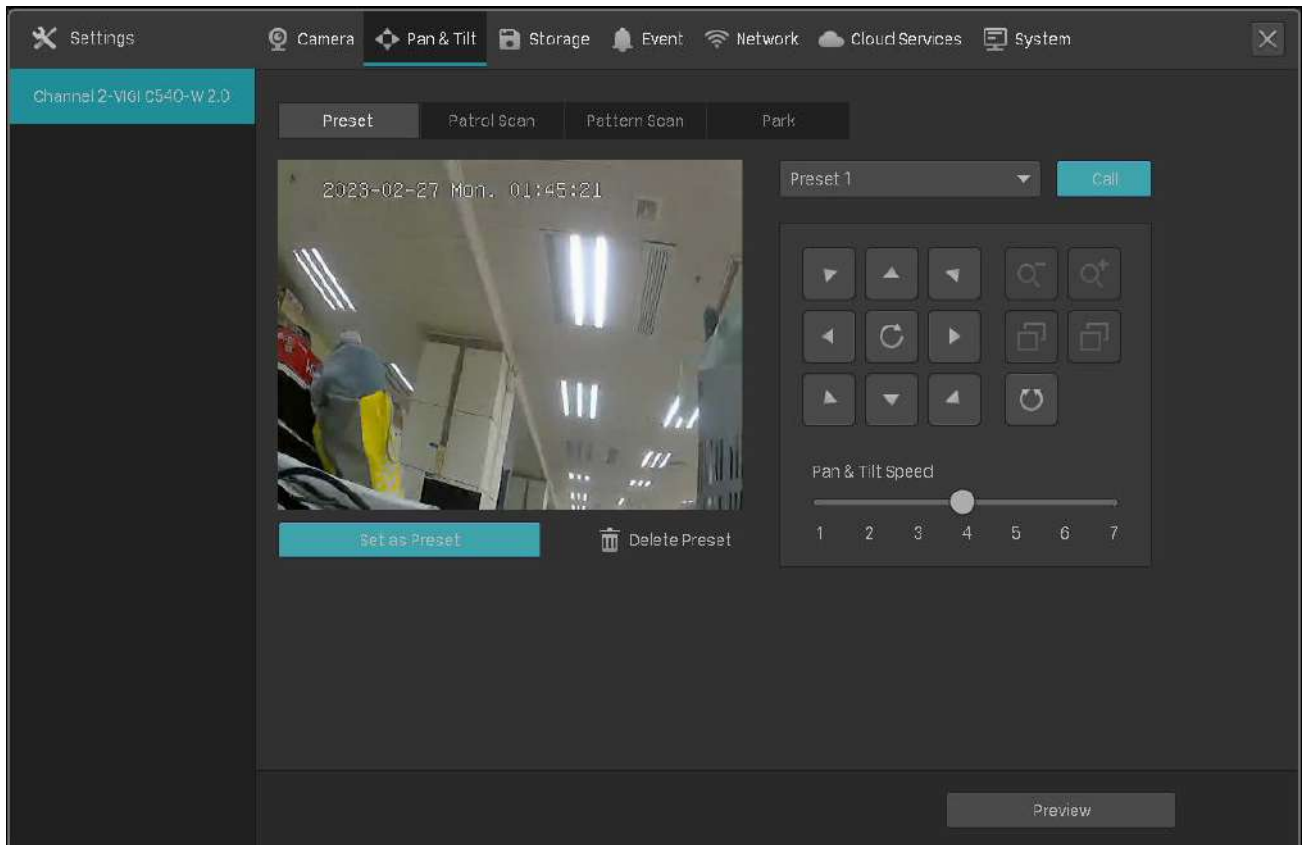 Settings
Camera
Pan & Tilt
Storage
Event
Network
Cloud Services
System
Channel 2-VIGI C540-W 2.0
Preset
Patrol Scan
Pattern Scan
Park
2023-02-27 Mon. 01:45:21
Preset 1
Call
Pan & Tilt Speed
1 2 3 4 5 6 7
Set as Preset
Delete Preset
Preview